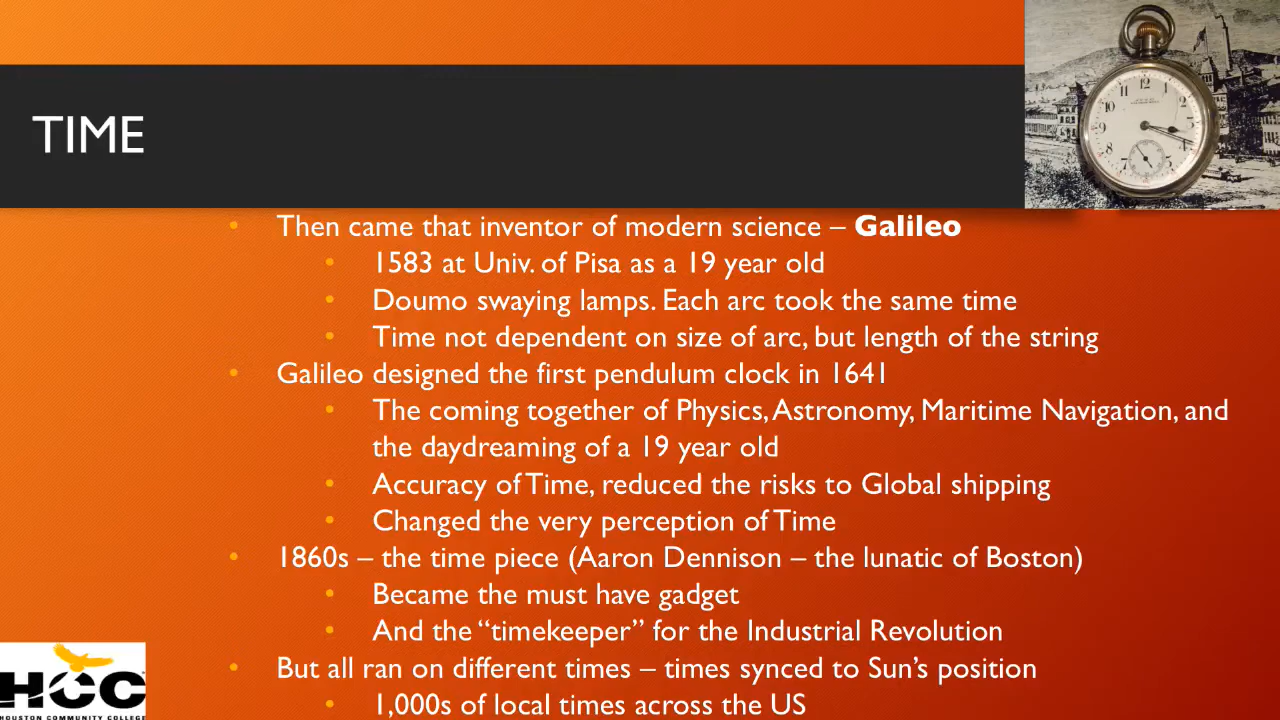 TIME
• Then came that inventor of modern science – Galileo
• 1583 at Univ. of Pisa as a 19 year old
• Doumo swaying lamps. Each arc took the same time
• Time not dependent on size of arc, but length of the string
• Galileo designed the first pendulum clock in 1641
• The coming together of Physics, Astronomy, Maritime Navigation, and
the daydreaming of a 19 year old
• Accuracy of Time, reduced the risks to Global shipping
• Changed the very perception of Time
• 1860s – the time piece (Aaron Dennison – the lunatic of Boston)
• Became the must have gadget
• And the “timekeeper” for the Industrial Revolution
• But all ran on different times – times synced to Sun’s position
• 1,000s of local times across the US
HCC
HOUSTON COMMUNITY COLLEGE